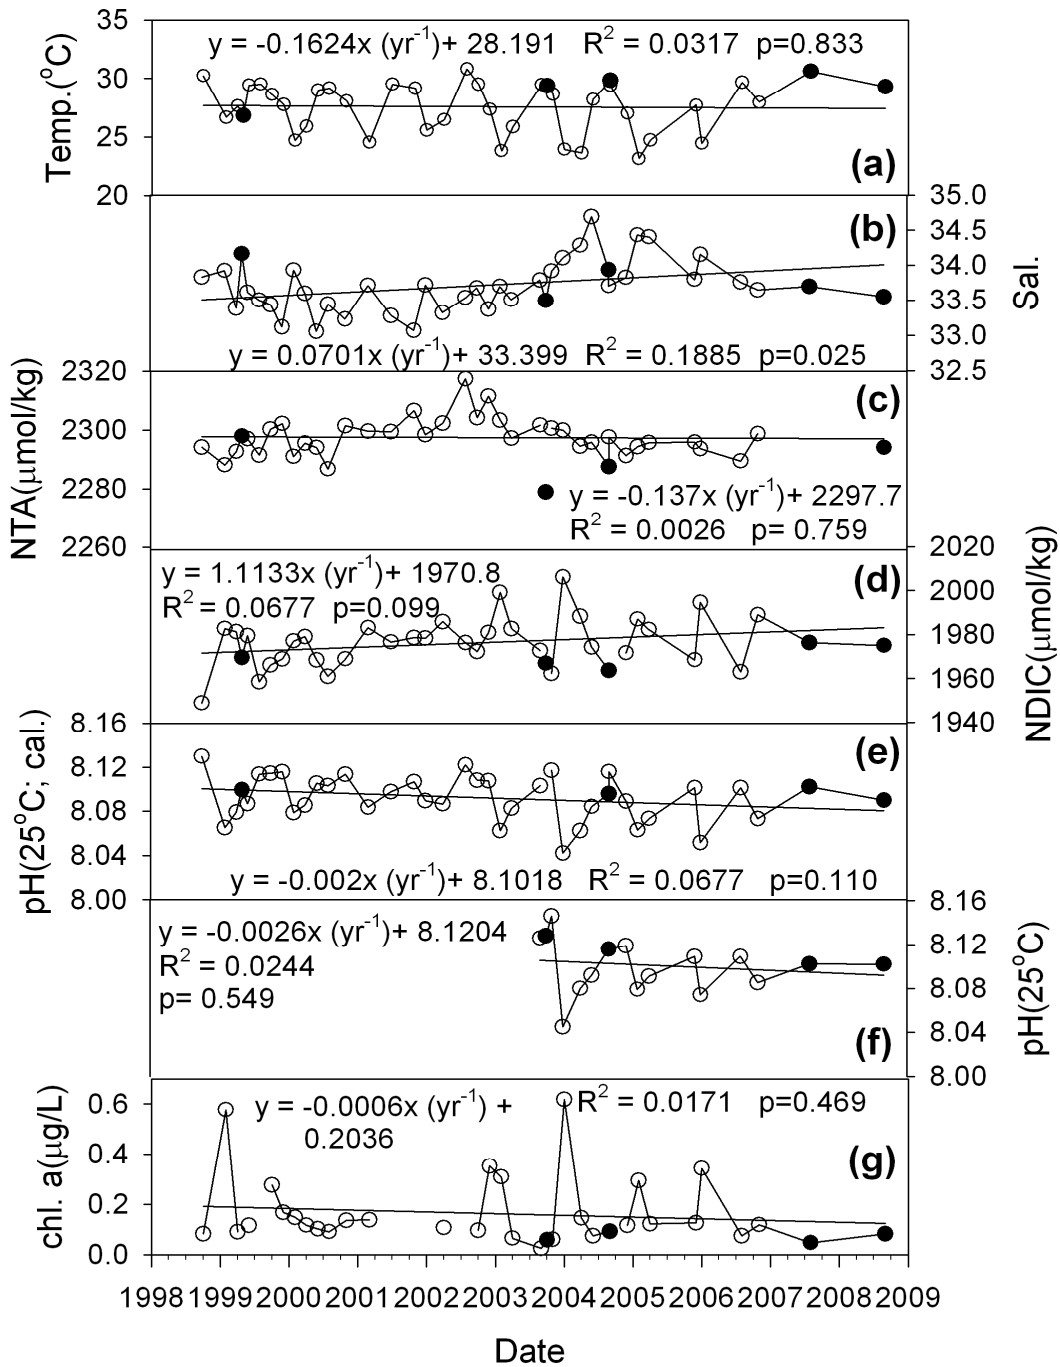 35
30
25
20
Temp.(°C)
y = -0.1624x (yr⁻¹)+ 28.191 R² = 0.0317 p=0.833
(a)
35.0
34.5
34.0
33.5
33.0
32.5
Sal.
(b)
y = 0.0701x (yr⁻¹)+ 33.399 R² = 0.1885 p=0.025
2320
2300
2280
2260
NTA(μmol/kg)
(c)
y = -0.137x (yr⁻¹)+ 2297.7
R² = 0.0026 p= 0.759
2020
2000
1980
1960
1940
NDIC(μmol/kg)
y = 1.1133x (yr⁻¹)+ 1970.8
R² = 0.0677 p=0.099
(d)
8.16
8.12
8.08
8.04
8.00
pH(25°C; cal.)
(e)
y = -0.002x (yr⁻¹)+ 8.1018 R² = 0.0677 p=0.110
8.16
8.12
8.08
8.04
8.00
pH(25°C)
y = -0.0026x (yr⁻¹)+ 8.1204
R² = 0.0244
p= 0.549
(f)
0.6
0.4
0.2
0.0
chl. a(μg/L)
y = -0.0006x (yr⁻¹) + R² = 0.0171 p=0.469
0.2036
(g)
1998 1999 2000 2001 2002 2003 2004 2005 2006 2007 2008 2009
Date